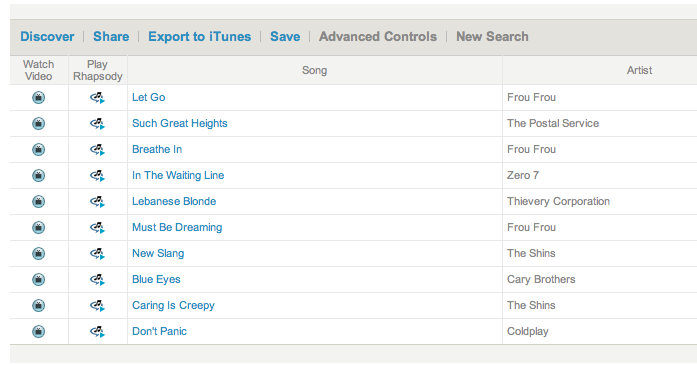 Discover | Share | Export to iTunes | Save | Advanced Controls | New Search
Watch Video Play Rhapsody Song Artist
Let Go Frou Frou
Such Great Heights The Postal Service
Breathe In Frou Frou
In The Waiting Line Zero 7
Lebanese Blonde Thievery Corporation
Must Be Dreaming Frou Frou
New Slang The Shins
Blue Eyes Cary Brothers
Caring Is Creepy The Shins
Don't Panic Coldplay